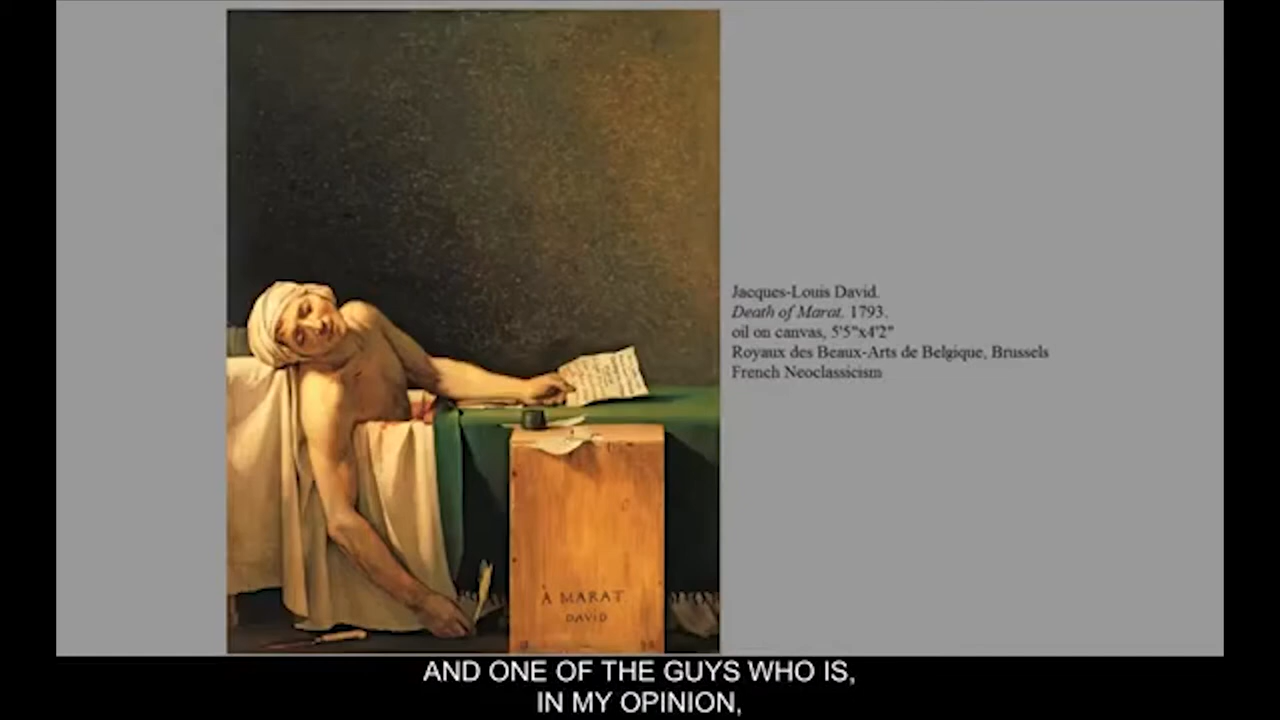 Jacques-Louis David.
Death of Marat. 1793.
oil on canvas, 5'5"x4'2"
Royaux des Beaux-Arts de Belgique, Brussels
French Neoclassicism
À MARAT
DAVID
AND ONE OF THE GUYS WHO IS,
IN MY OPINION,